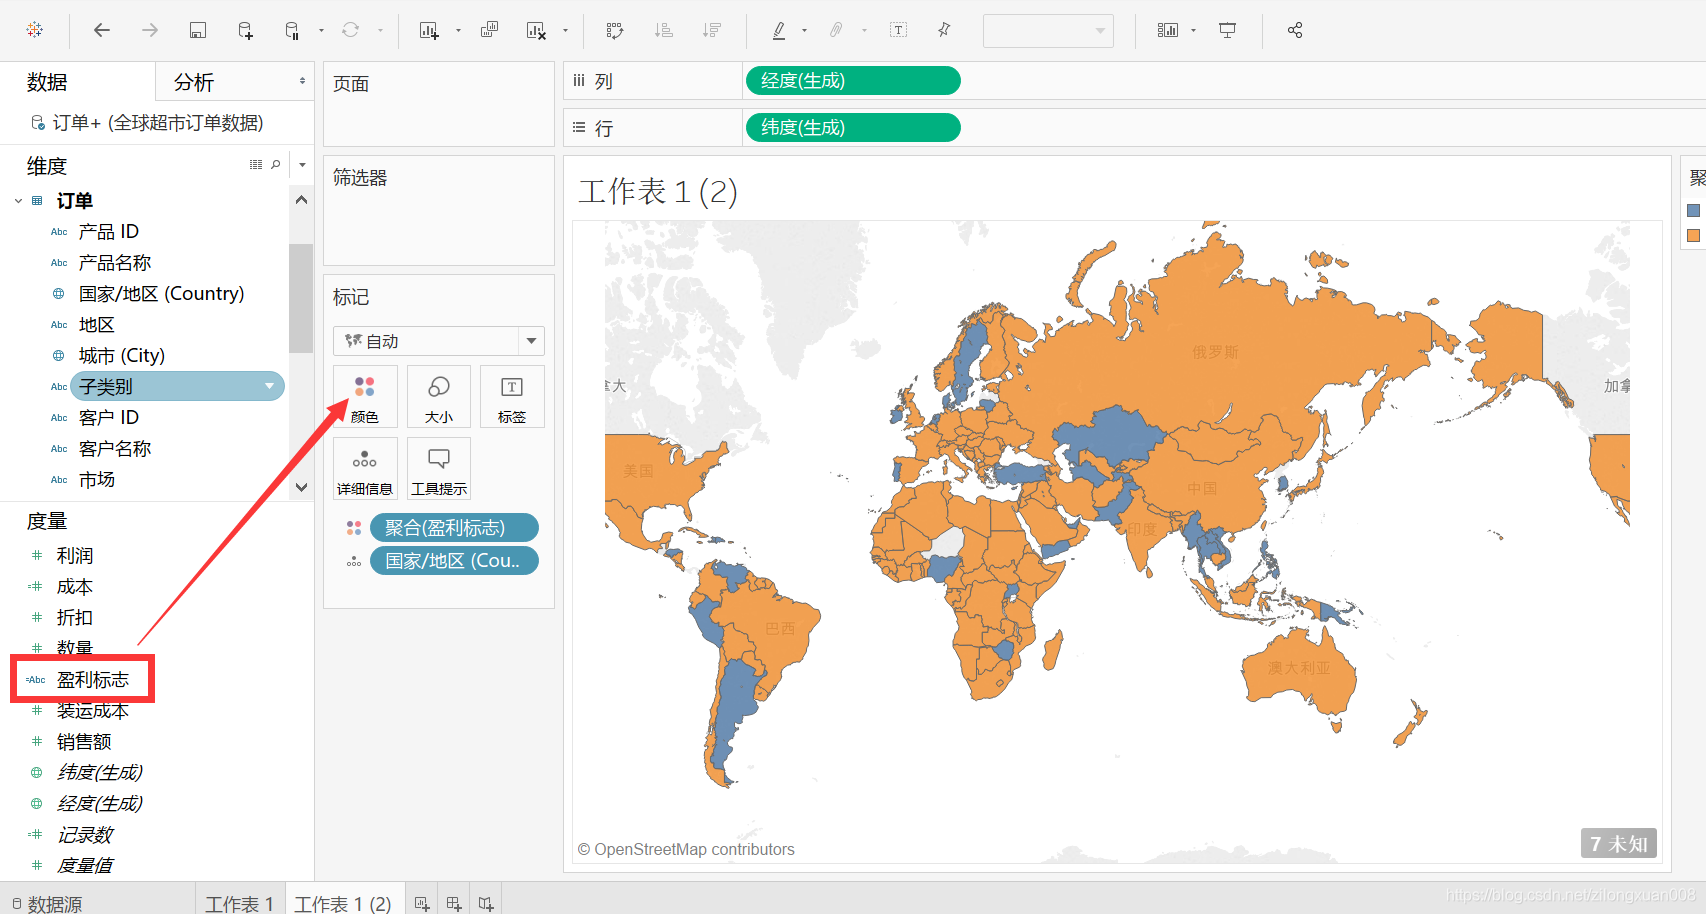 数据
分析
页面
列
经度(生成)
订单+ (全球超市订单数据)
行
纬度(生成)
维度
筛选器
工作表 1 (2)
聚
订单
Abc 产品 ID
Abc 产品名称
国家/地区 (Country)
Abc 地区
城市 (City)
Abc 子类别
Abc 客户 ID
Abc 客户名称
Abc 市场
标记
自动
颜色
大小
T
标签
详细信息
工具提示
聚合(盈利标志)
国家/地区 (Cou..
度量
# 利润
=# 成本
# 折扣
# 数量
=Abc 盈利标志
# 装运成本
# 销售额
纬度(生成)
经度(生成)
=# 记录数
# 度量值
拿大
俄罗斯
加拿
美国
中国
印度
巴西
澳大利亚
© OpenStreetMap contributors
7 未知
数据源
工作表 1
工作表 1 (2)
https://blog.csdn.net/zilongxuan008